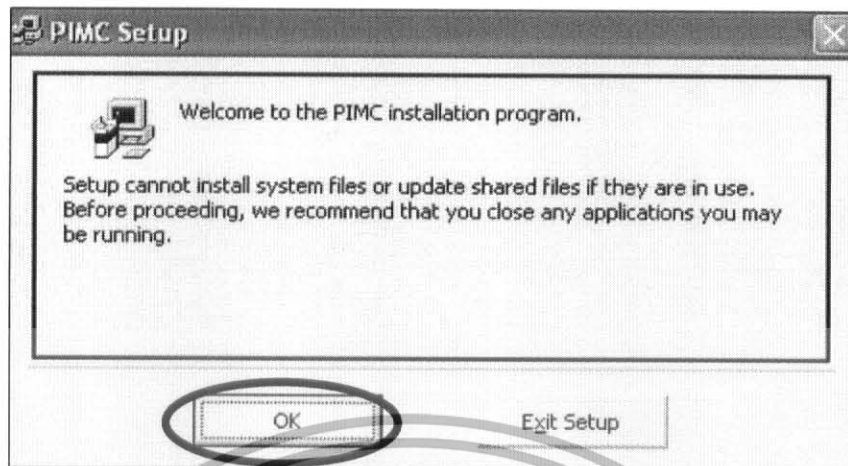 PIMC Setup
Welcome to the PIMC installation program.
Setup cannot install system files or update shared files if they are in use.
Before proceeding, we recommend that you close any applications you may
be running.
OK
Exit Setup